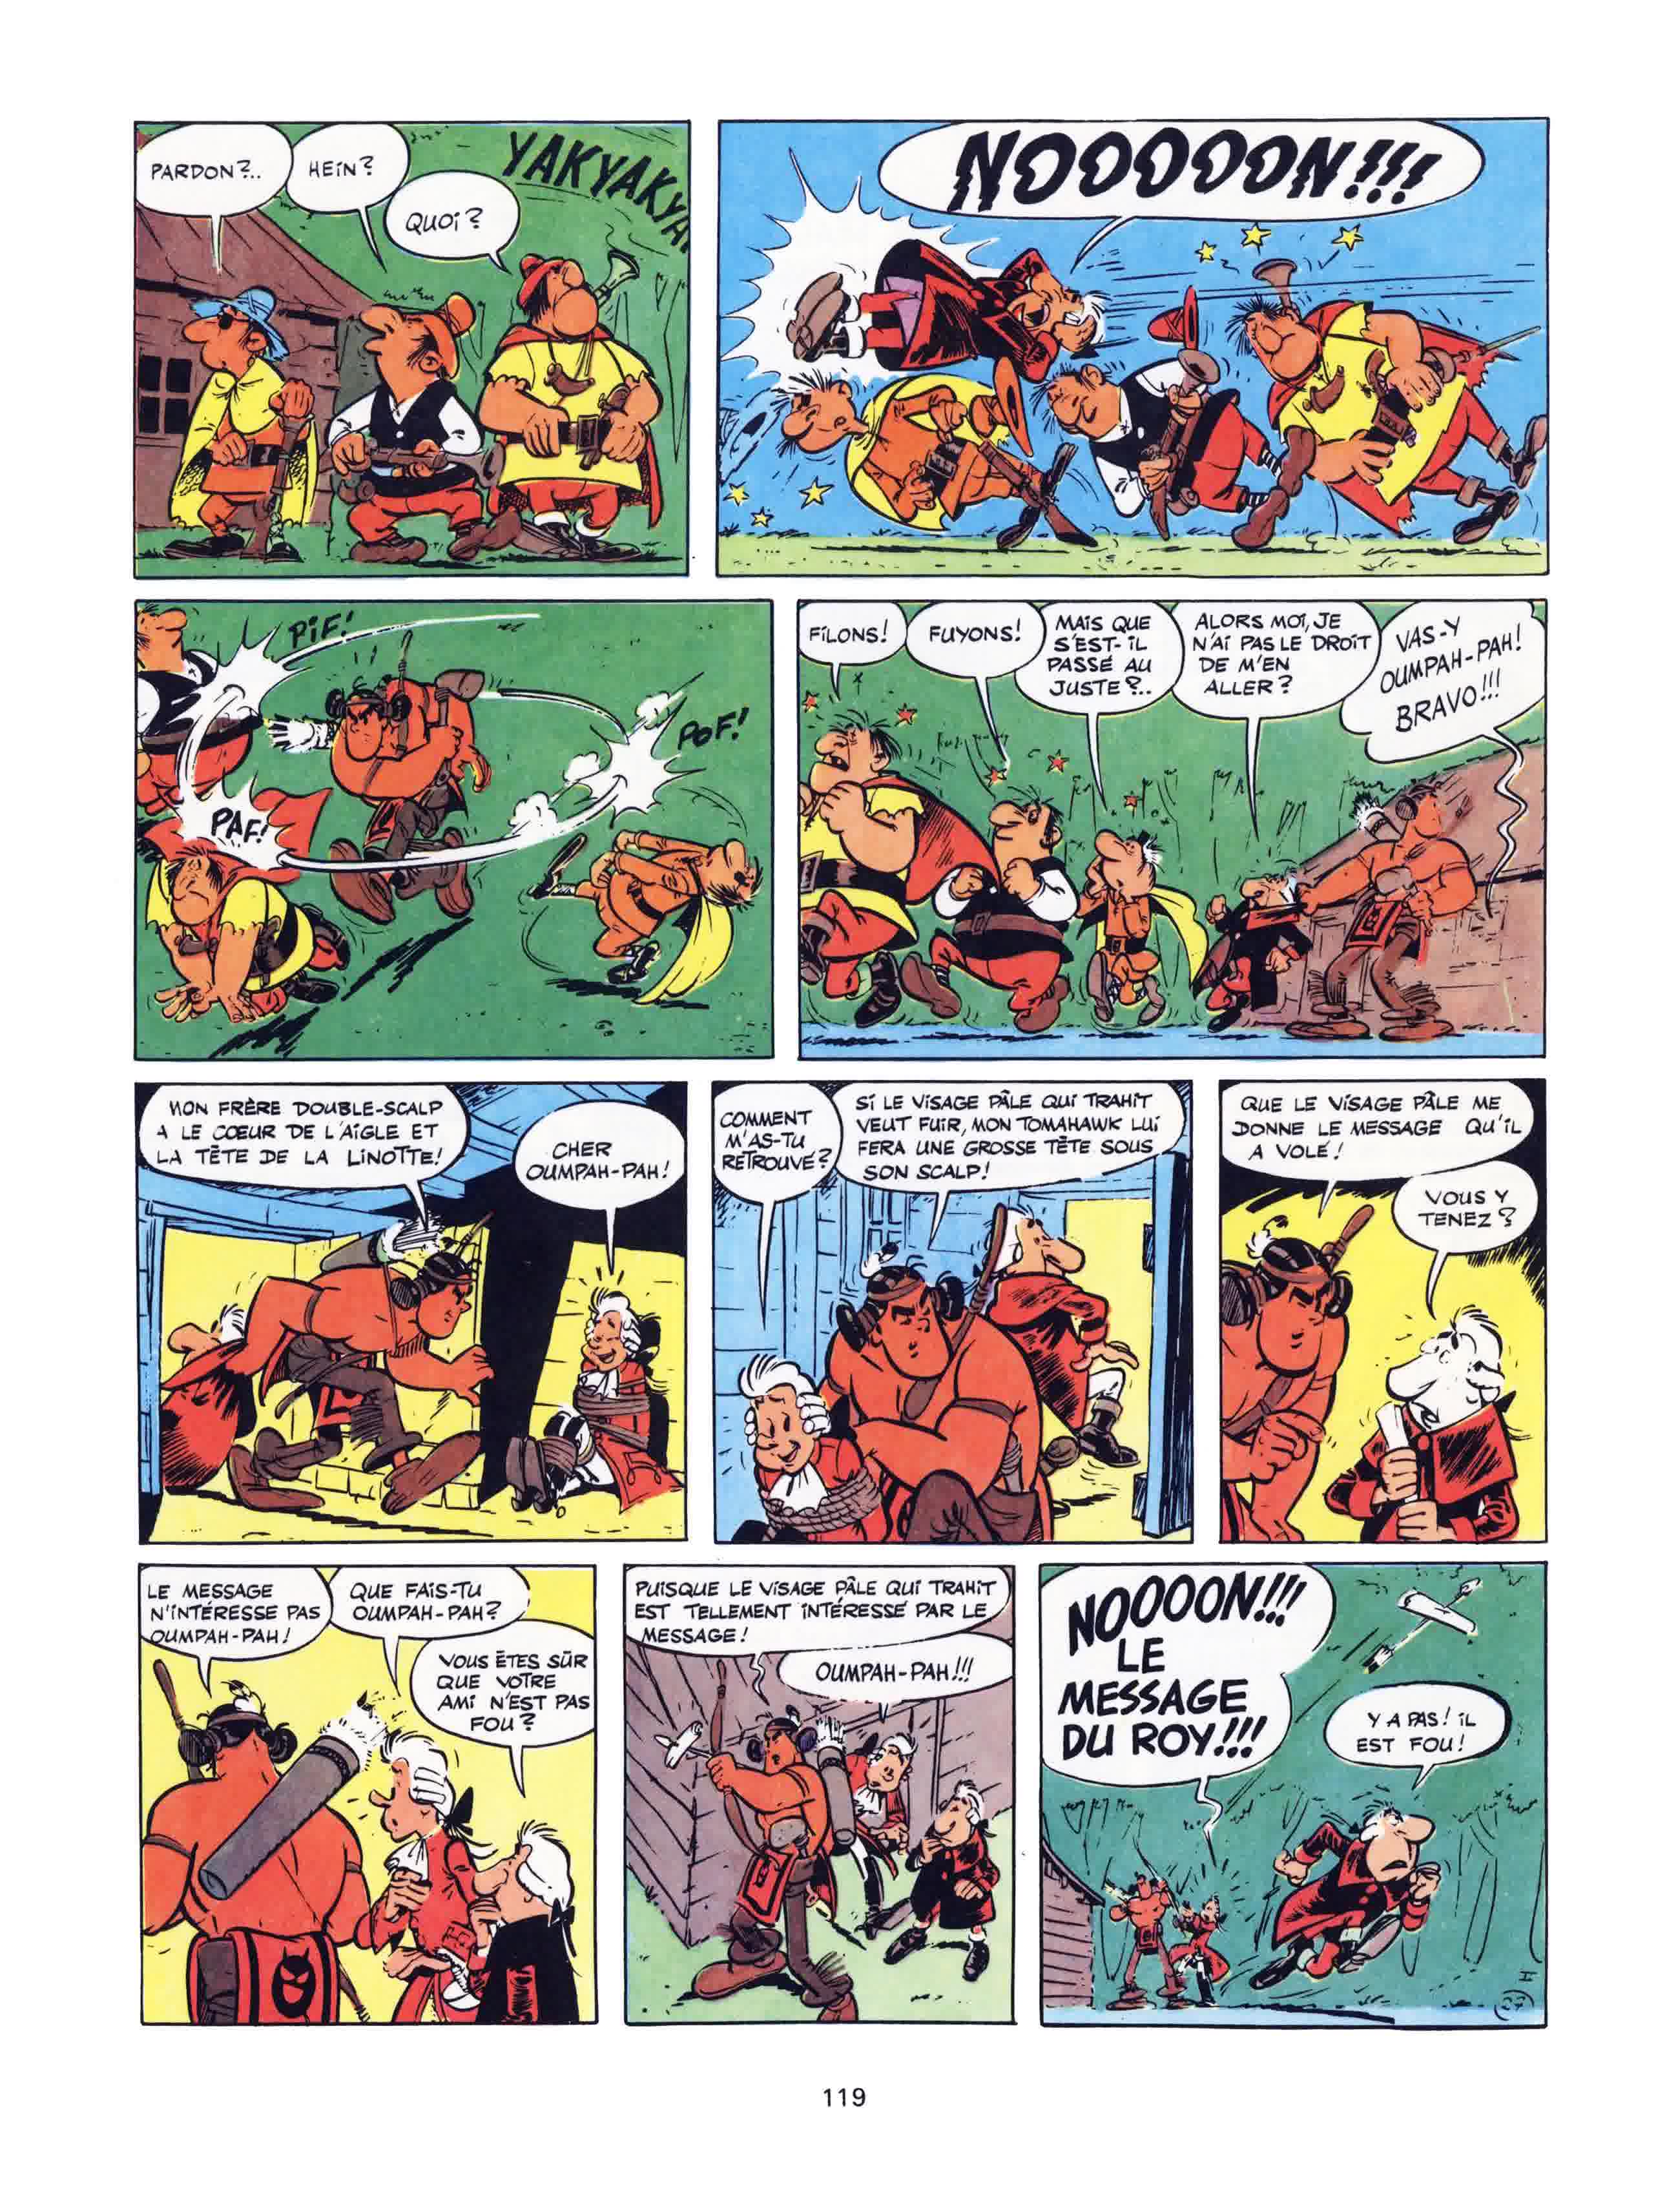 PARDON?..
HEIN?
QUOI?
YAKYAKYA
NOOOOON!!!
PIF!
POF!
PAF!
FILONS!
FUYONS!
MAIS QUE
S'EST-IL
PASSÉ AU
JUSTE?..
ALORS MOI, JE
N'AI PAS LE DROIT
DE M'EN
ALLER?
VAS-Y
OUMPAH-PAH!
BRAVO!!!
MON FRÈRE DOUBLE-SCALP
A LE CŒUR DE L'AIGLE ET
LA TÊTE DE LA LINOTTE!
CHER
OUMPAH-PAH!
COMMENT
M'AS-TU
RETROUVÉ?
SI LE VISAGE PÂLE QUI TRAHIT
VEUT FUIR, MON TOMAHAWK LUI
FERA UNE GROSSE TÊTE SOUS
SON SCALP!
QUE LE VISAGE PÂLE ME
DONNE LE MESSAGE QU'IL
A VOLÉ!
VOUS Y
TENEZ?
LE MESSAGE
N'INTÉRESSE PAS
OUMPAH-PAH!
QUE FAIS-TU
OUMPAH-PAH?
VOUS ÊTES SÛR
QUE VOTRE
AMI N'EST PAS
FOU?
PUISQUE LE VISAGE PÂLE QUI TRAHIT
EST TELLEMENT INTÉRESSÉ PAR LE
MESSAGE!
OUMPAH-PAH!!!
NOOOON!!!
LE
MESSAGE
DU ROY!!!
Y A PAS! IL
EST FOU!
II
27
119